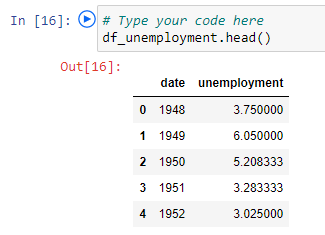 In [16]: # Type your code here
df_unemployment.head()
Out[16]:
date unemployment
0 1948 3.750000
1 1949 6.050000
2 1950 5.208333
3 1951 3.283333
4 1952 3.025000